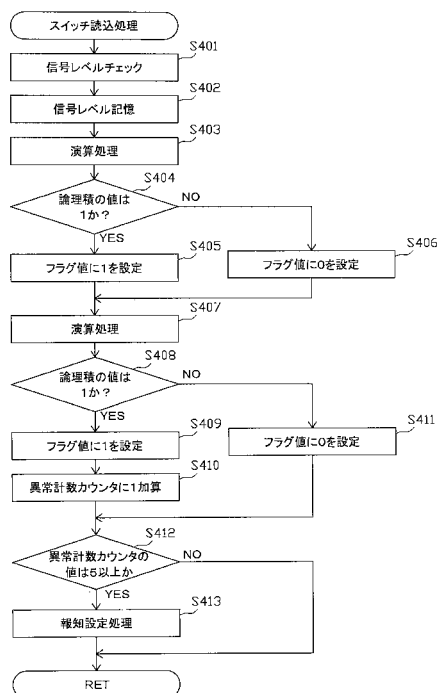 スイッチ読込処理
S401
信号レベルチェック
S402
信号レベル記憶
S403
演算処理
S404
論理積の値は
1か?
NO
YES
S405
フラグ値に1を設定
S406
フラグ値に0を設定
S407
演算処理
S408
論理積の値は
1か?
NO
YES
S409
フラグ値に1を設定
S411
フラグ値に0を設定
S410
異常計数カウンタに1加算
S412
異常計数カウンタの
値は5以上か
NO
YES
S413
報知設定処理
RET